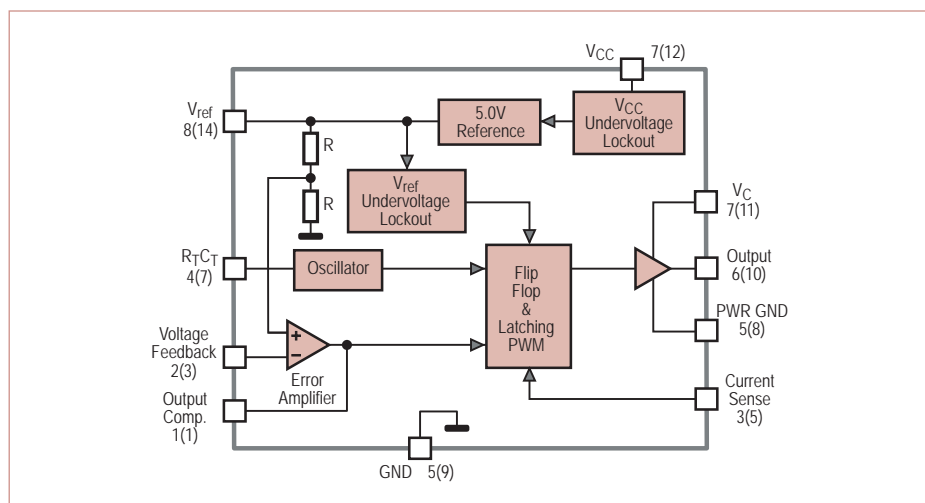 VCC 7(12)
Vref
8(14)
5.0V
Reference
VCC
Undervoltage
Lockout
R
R
Vref
Undervoltage
Lockout
VC
7(11)
RTCT
4(7)
Oscillator
Flip
Flop
&
Latching
PWM
Output
6(10)
PWR GND
5(8)
Voltage
Feedback
2(3)
+
−
Error
Amplifier
Output
Comp.
1(1)
Current
Sense
3(5)
GND 5(9)